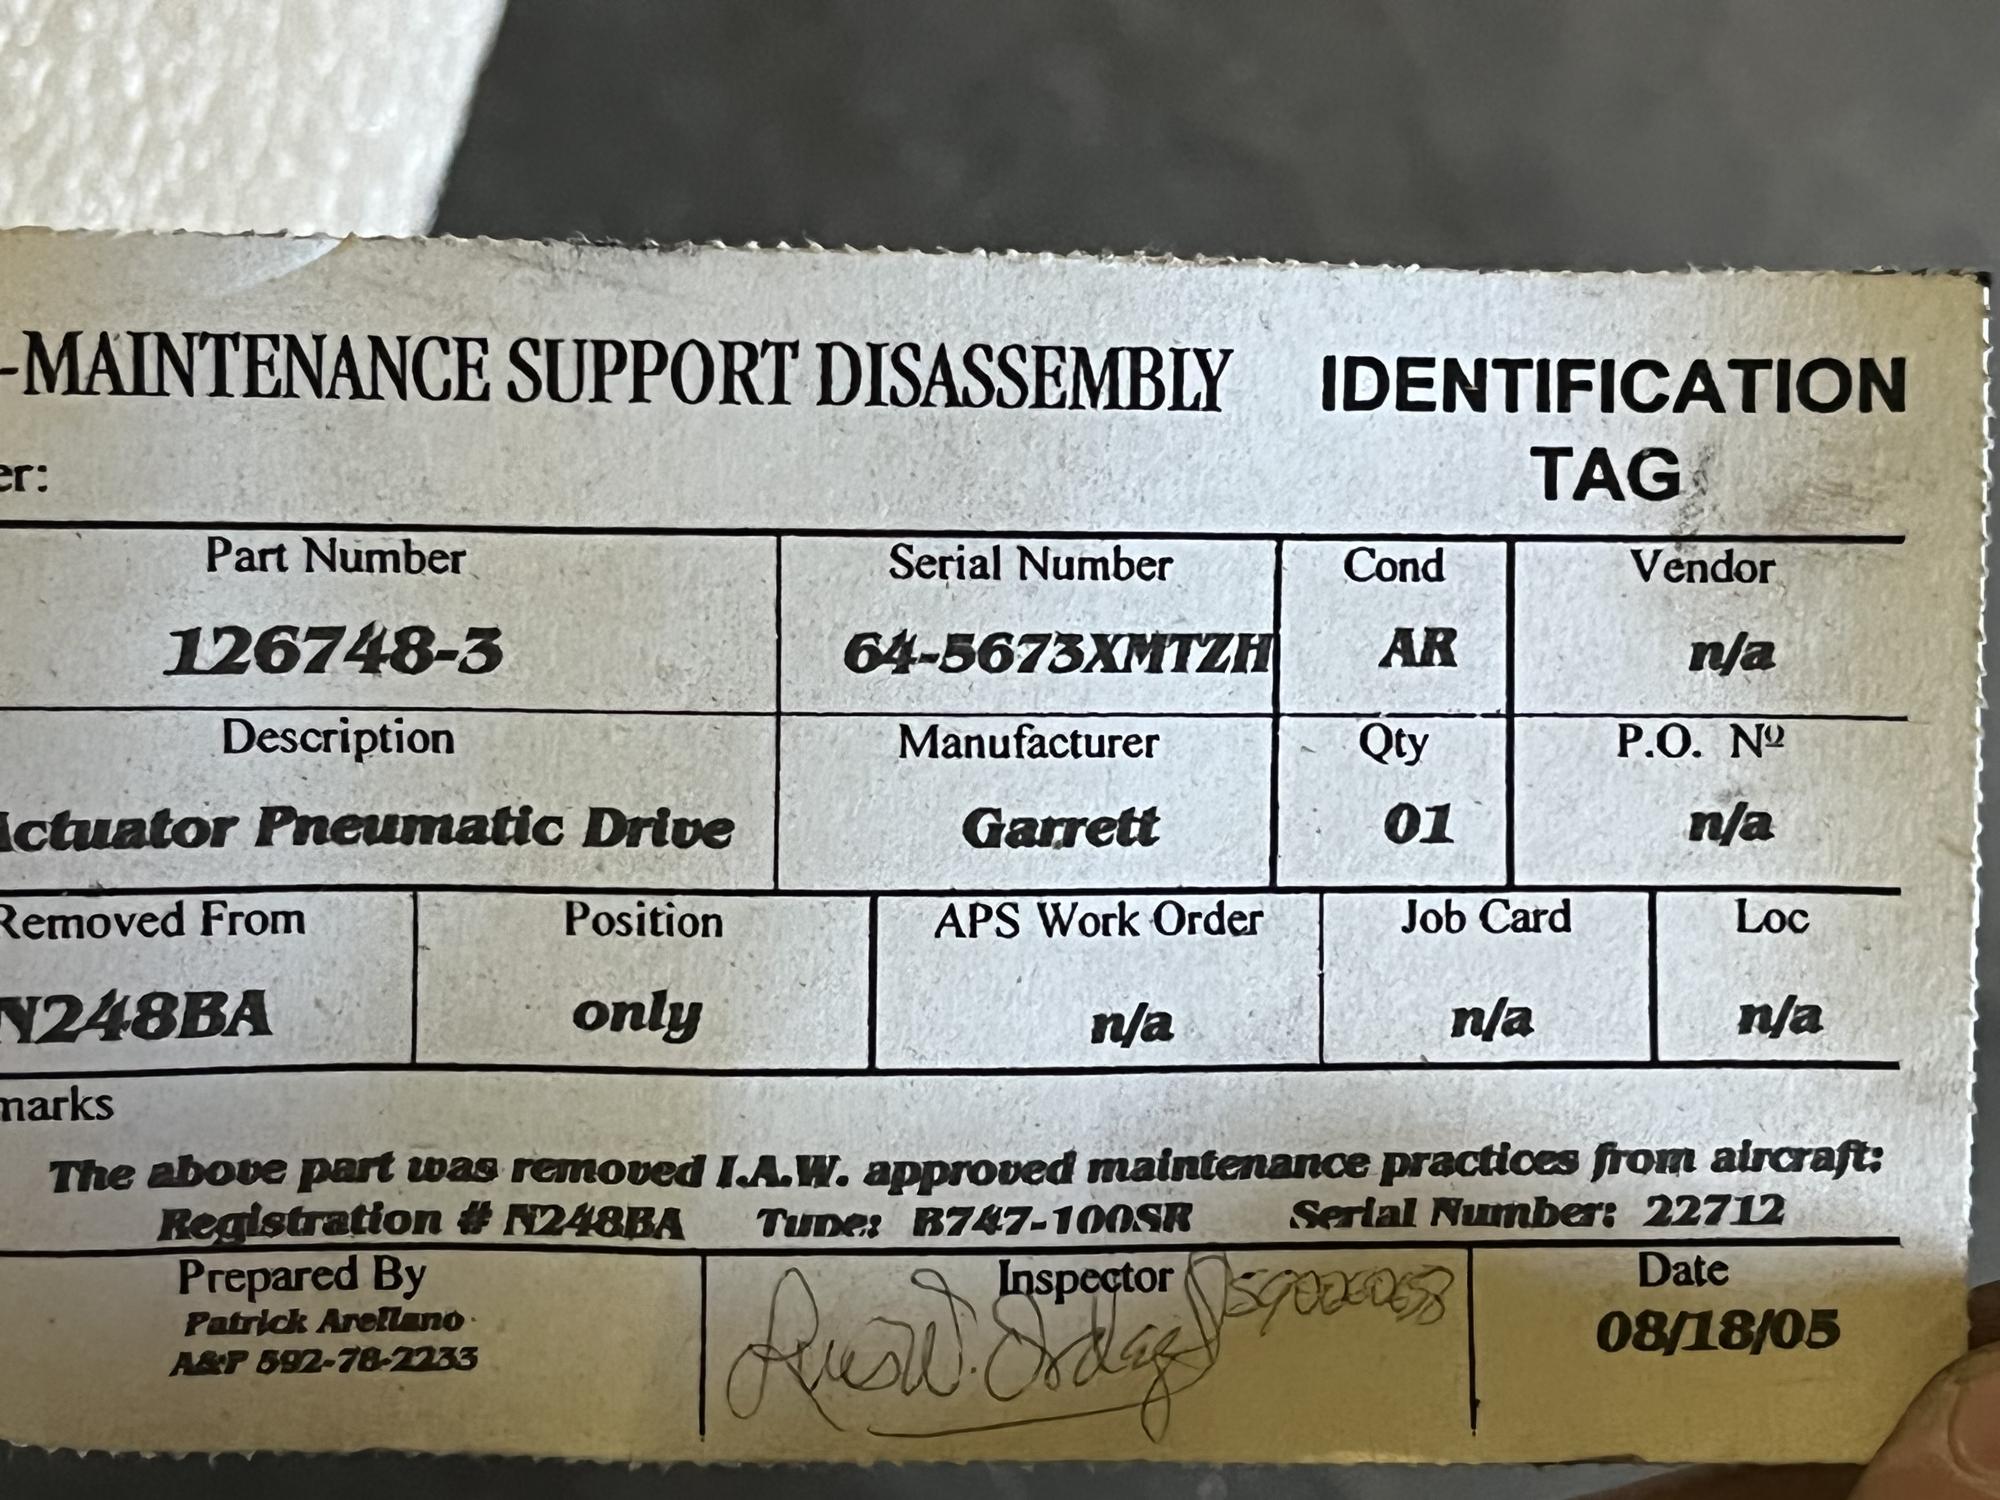 -MAINTENANCE SUPPORT DISASSEMBLY IDENTIFICATION
TAG
er:
Part Number Serial Number Cond Vendor
126748-3 64-5673XMTZH AR n/a
Description Manufacturer Qty P.O. Nº
Actuator Pneumatic Drive Garrett 01 n/a
Removed From Position APS Work Order Job Card Loc
N248BA only n/a n/a n/a
marks
The above part was removed I.A.W. approved maintenance practices from aircraft:
Registration # N248BA Type: B747-100SR Serial Number: 22712
Prepared By Inspector Date
Patrick Arellano 08/18/05
A&P 592-78-2233